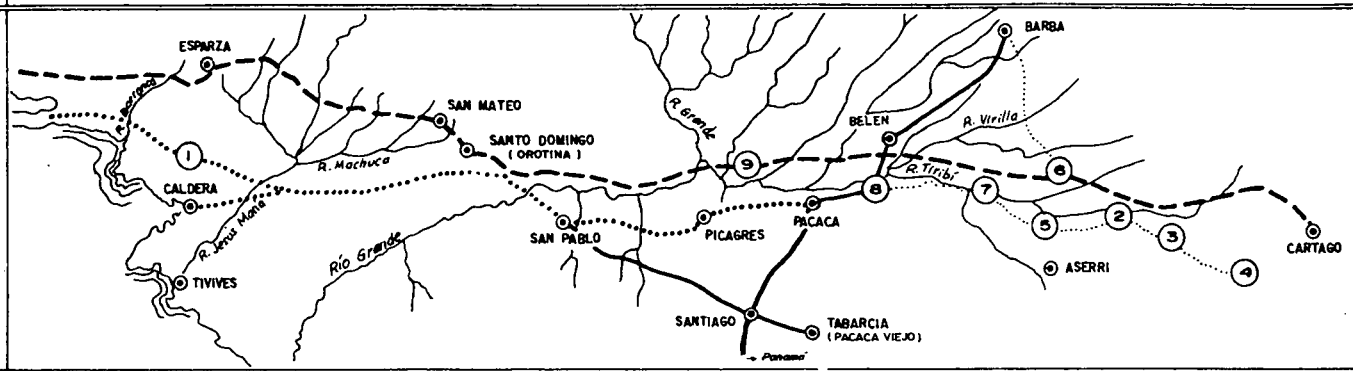 BARBA
ESPARZA
R. Barranca
SAN MATEO
R. Grande
BELEN
R. Virilla
SANTO DOMINGO
(OROTINA)
1
R. Machuca
9
6
R. Tiribí
CALDERA
8
7
R. Jesus María
SAN PABLO
PICAGRES
PACACA
5
2
3
CARTAGO
Río Grande
TIVIVES
ASERRI
4
SANTIAGO
TABARCIA
(PACACA VIEJO)
→ Panamá